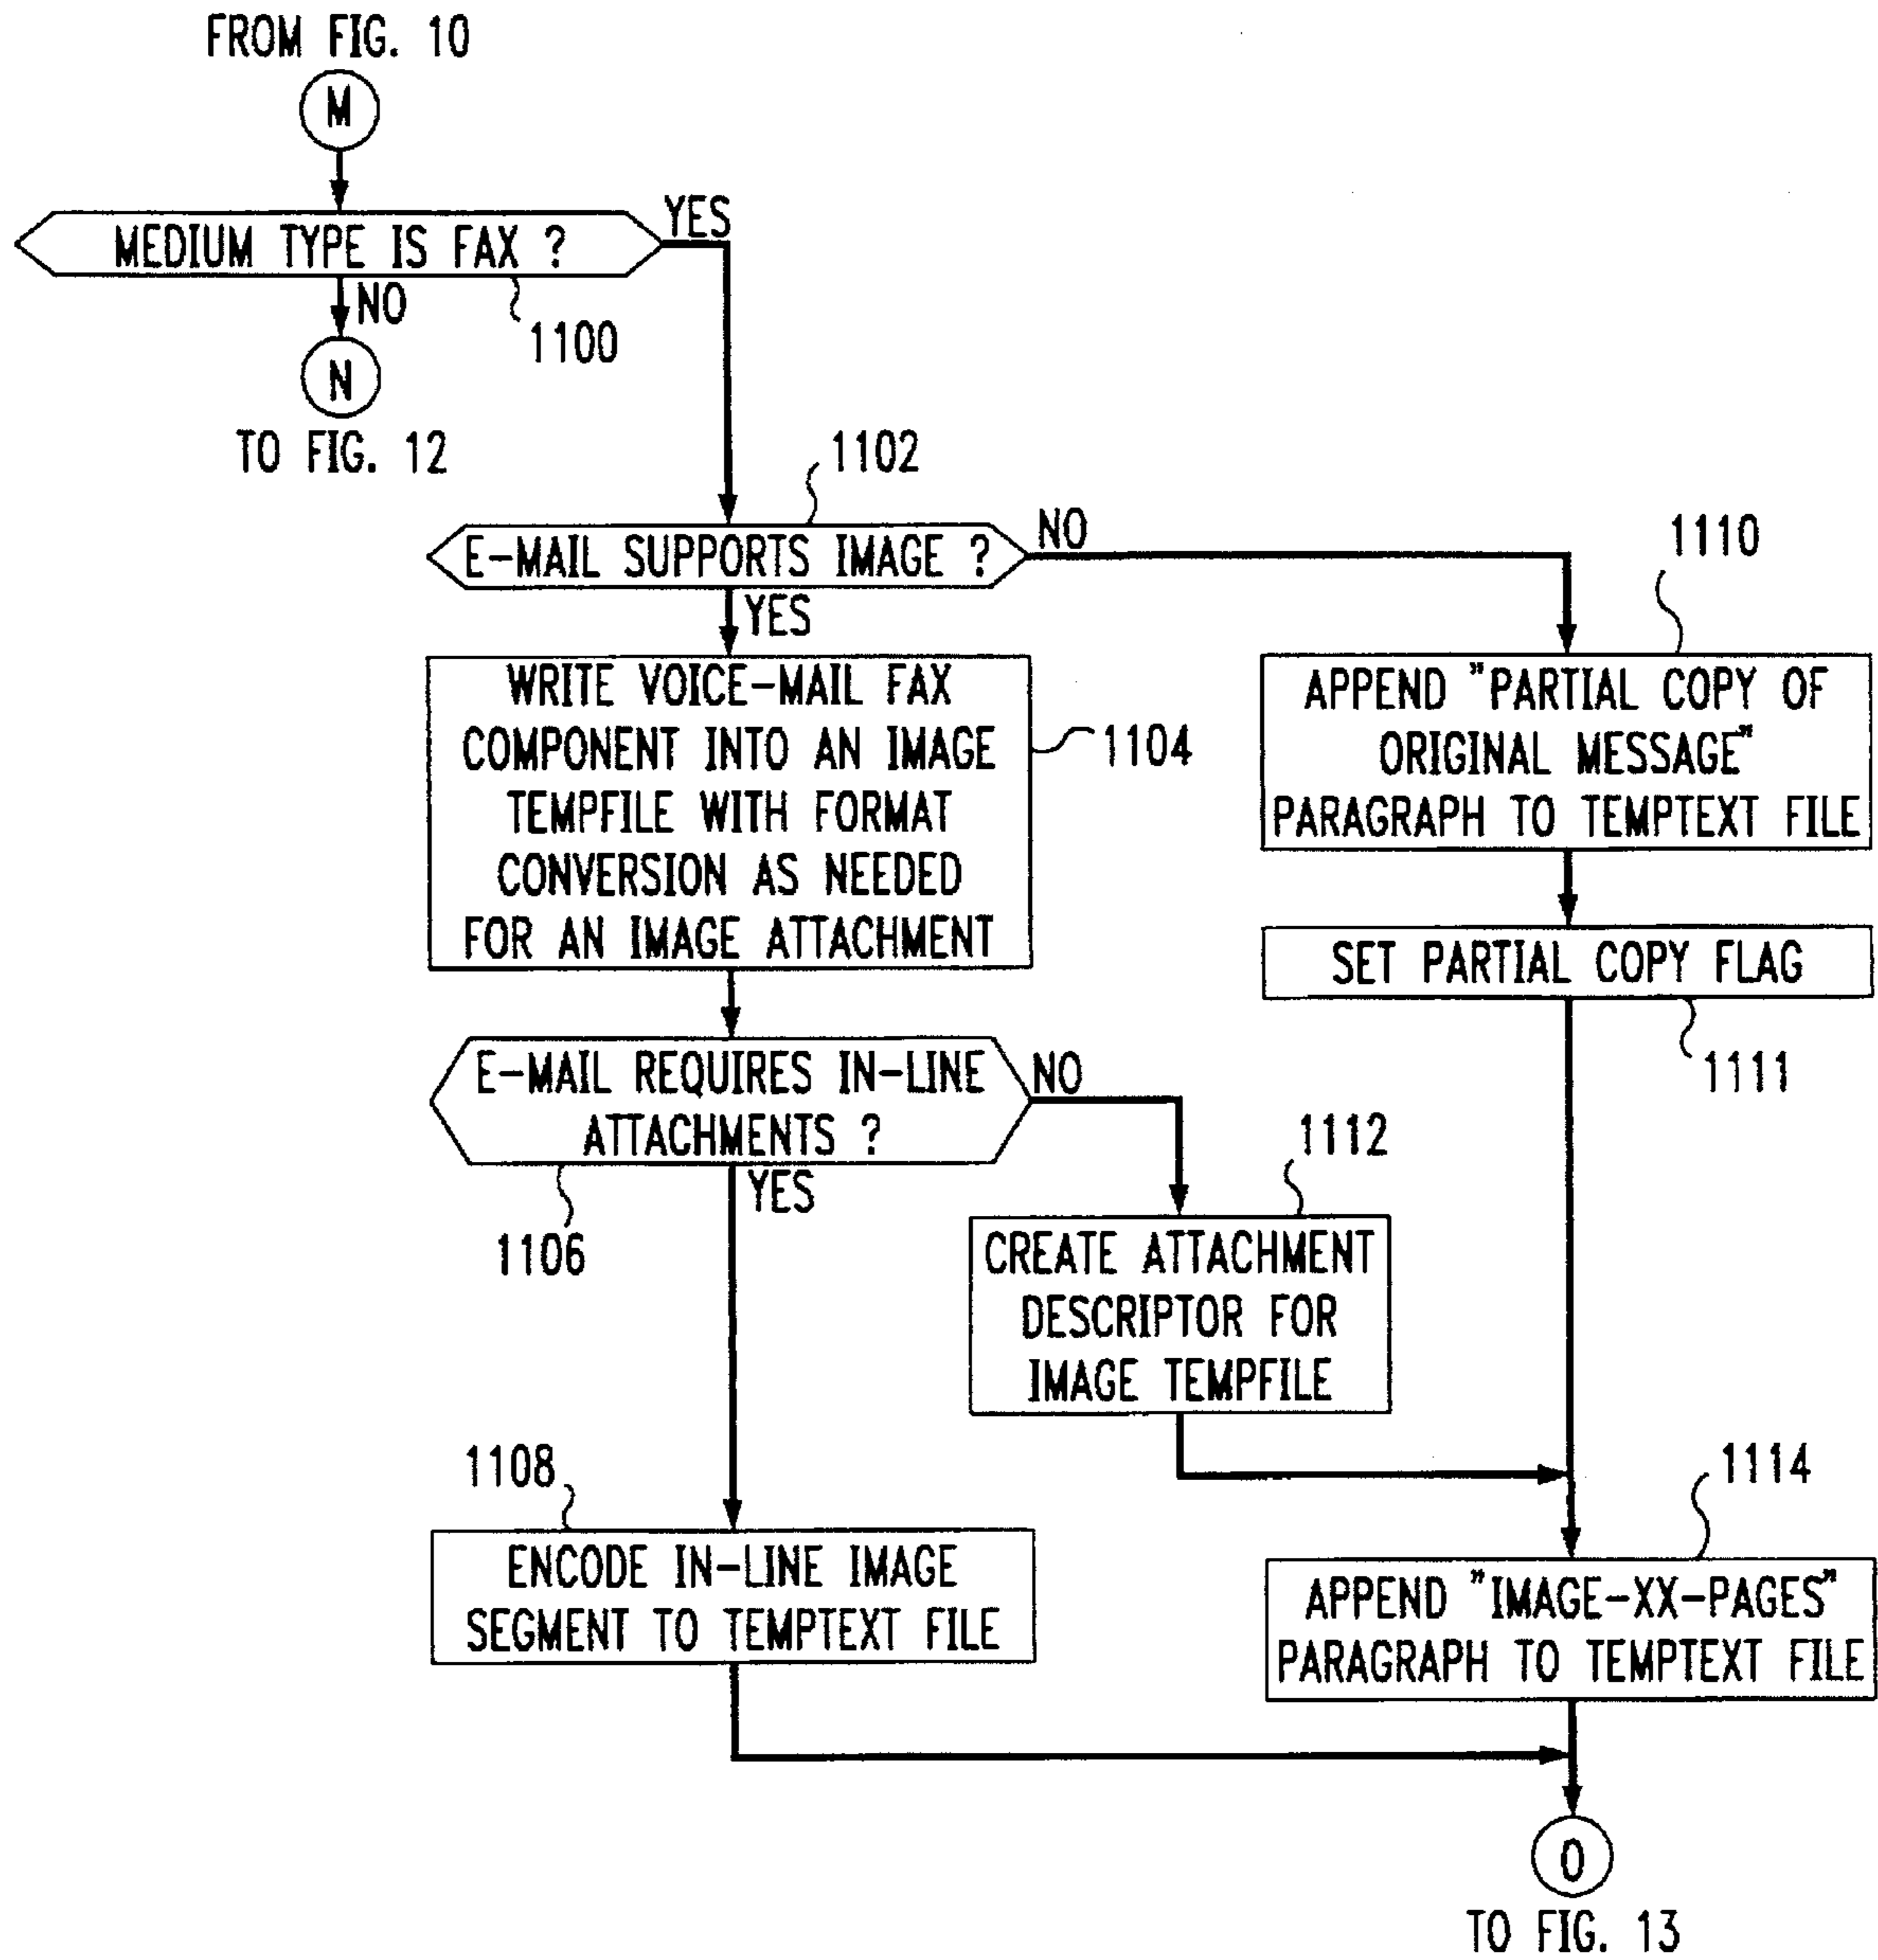 FROM FIG. 10
M
MEDIUM TYPE IS FAX ?
YES
NO
1100
N
TO FIG. 12
1102
E-MAIL SUPPORTS IMAGE ?
NO
YES
1110
WRITE VOICE-MAIL FAX
COMPONENT INTO AN IMAGE
TEMPFILE WITH FORMAT
CONVERSION AS NEEDED
FOR AN IMAGE ATTACHMENT
1104
APPEND "PARTIAL COPY OF
ORIGINAL MESSAGE"
PARAGRAPH TO TEMPTEXT FILE
SET PARTIAL COPY FLAG
1111
E-MAIL REQUIRES IN-LINE
ATTACHMENTS ?
NO
YES
1106
1112
CREATE ATTACHMENT
DESCRIPTOR FOR
IMAGE TEMPFILE
1108
ENCODE IN-LINE IMAGE
SEGMENT TO TEMPTEXT FILE
1114
APPEND "IMAGE-XX-PAGES"
PARAGRAPH TO TEMPTEXT FILE
O
TO FIG. 13